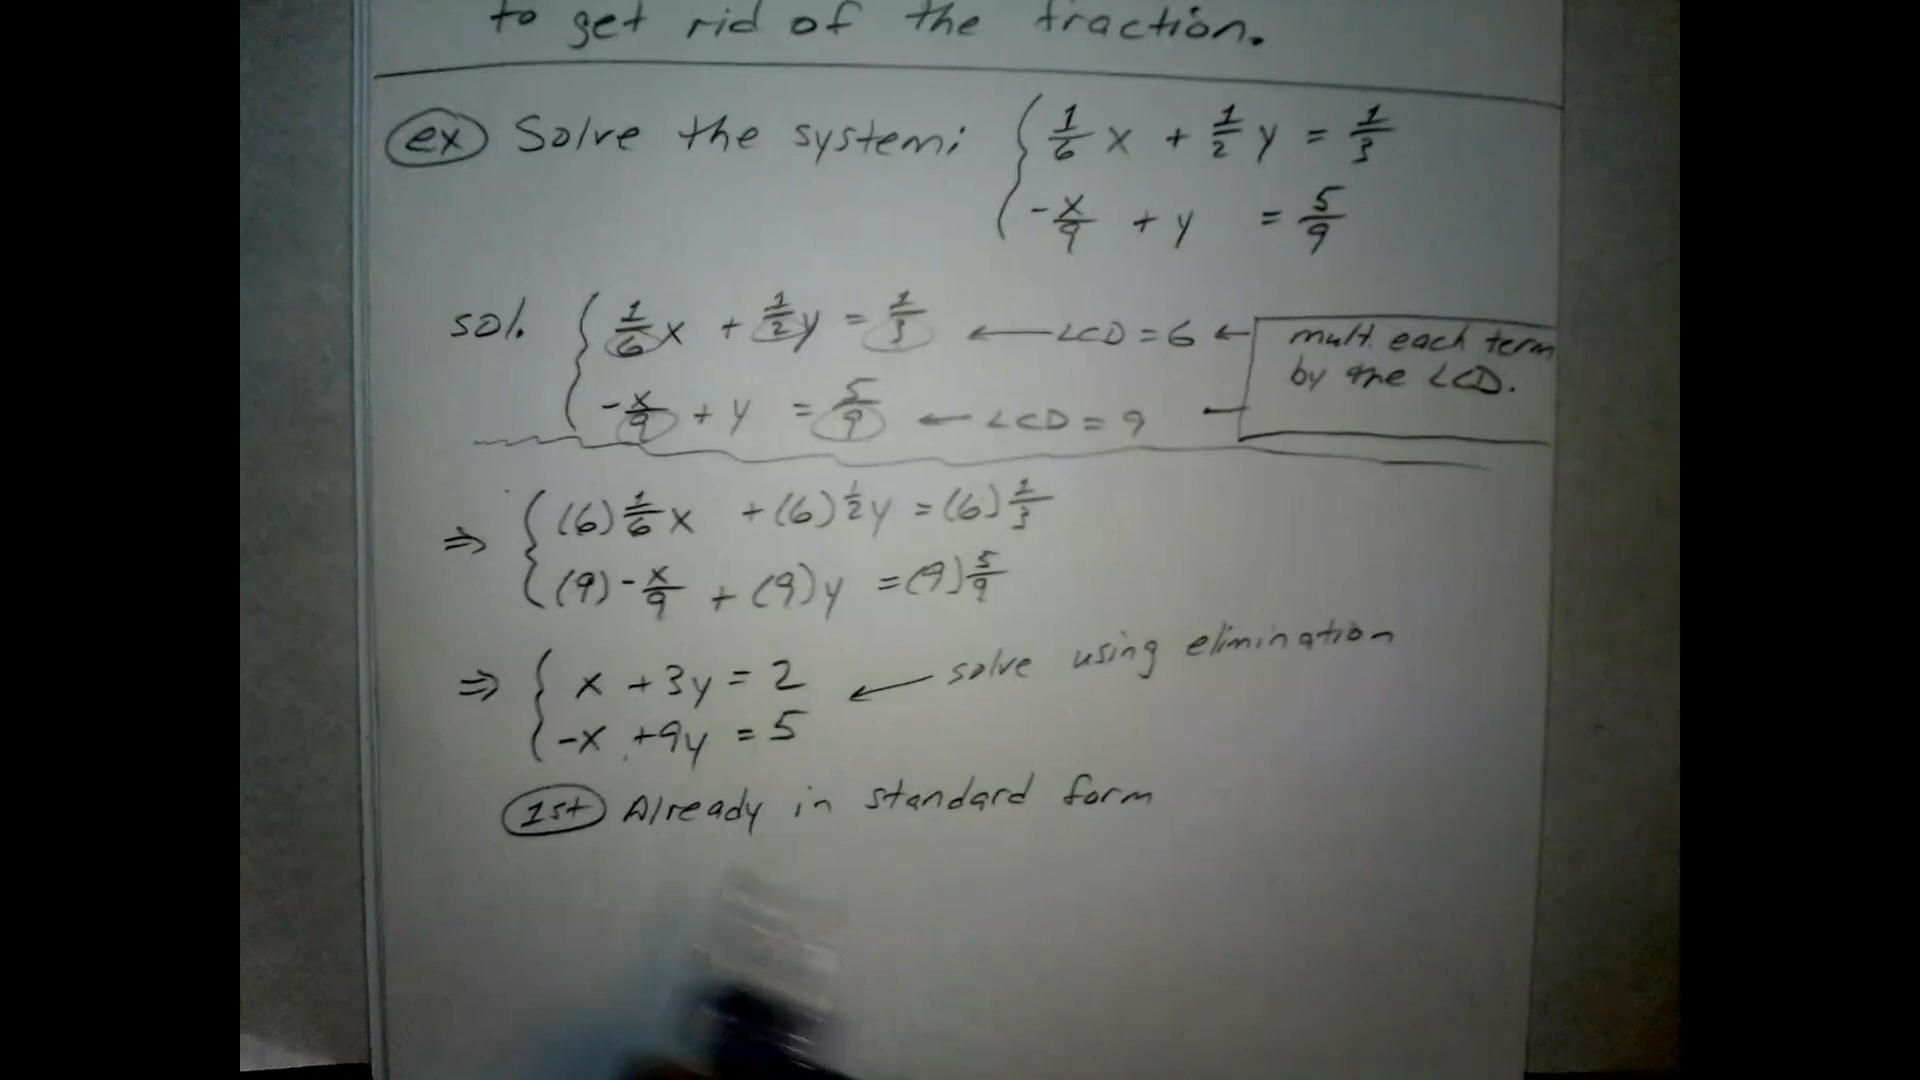 to get rid of the fraction.
ex Solve the system: { 1/6 x + 1/2 y = 1/3
-x/9 + y = 5/9
sol. { 1/6 x + 1/2 y = 1/3 ← LCD = 6 ← mult. each term
by the LCD.
-x/9 + y = 5/9 ← LCD = 9
⇒ { (6) 1/6 x + (6) 1/2 y = (6) 1/3
(9) - x/9 + (9) y = (9) 5/9
⇒ { x + 3y = 2 ← solve using elimination
-x + 9y = 5
1st Already in standard form